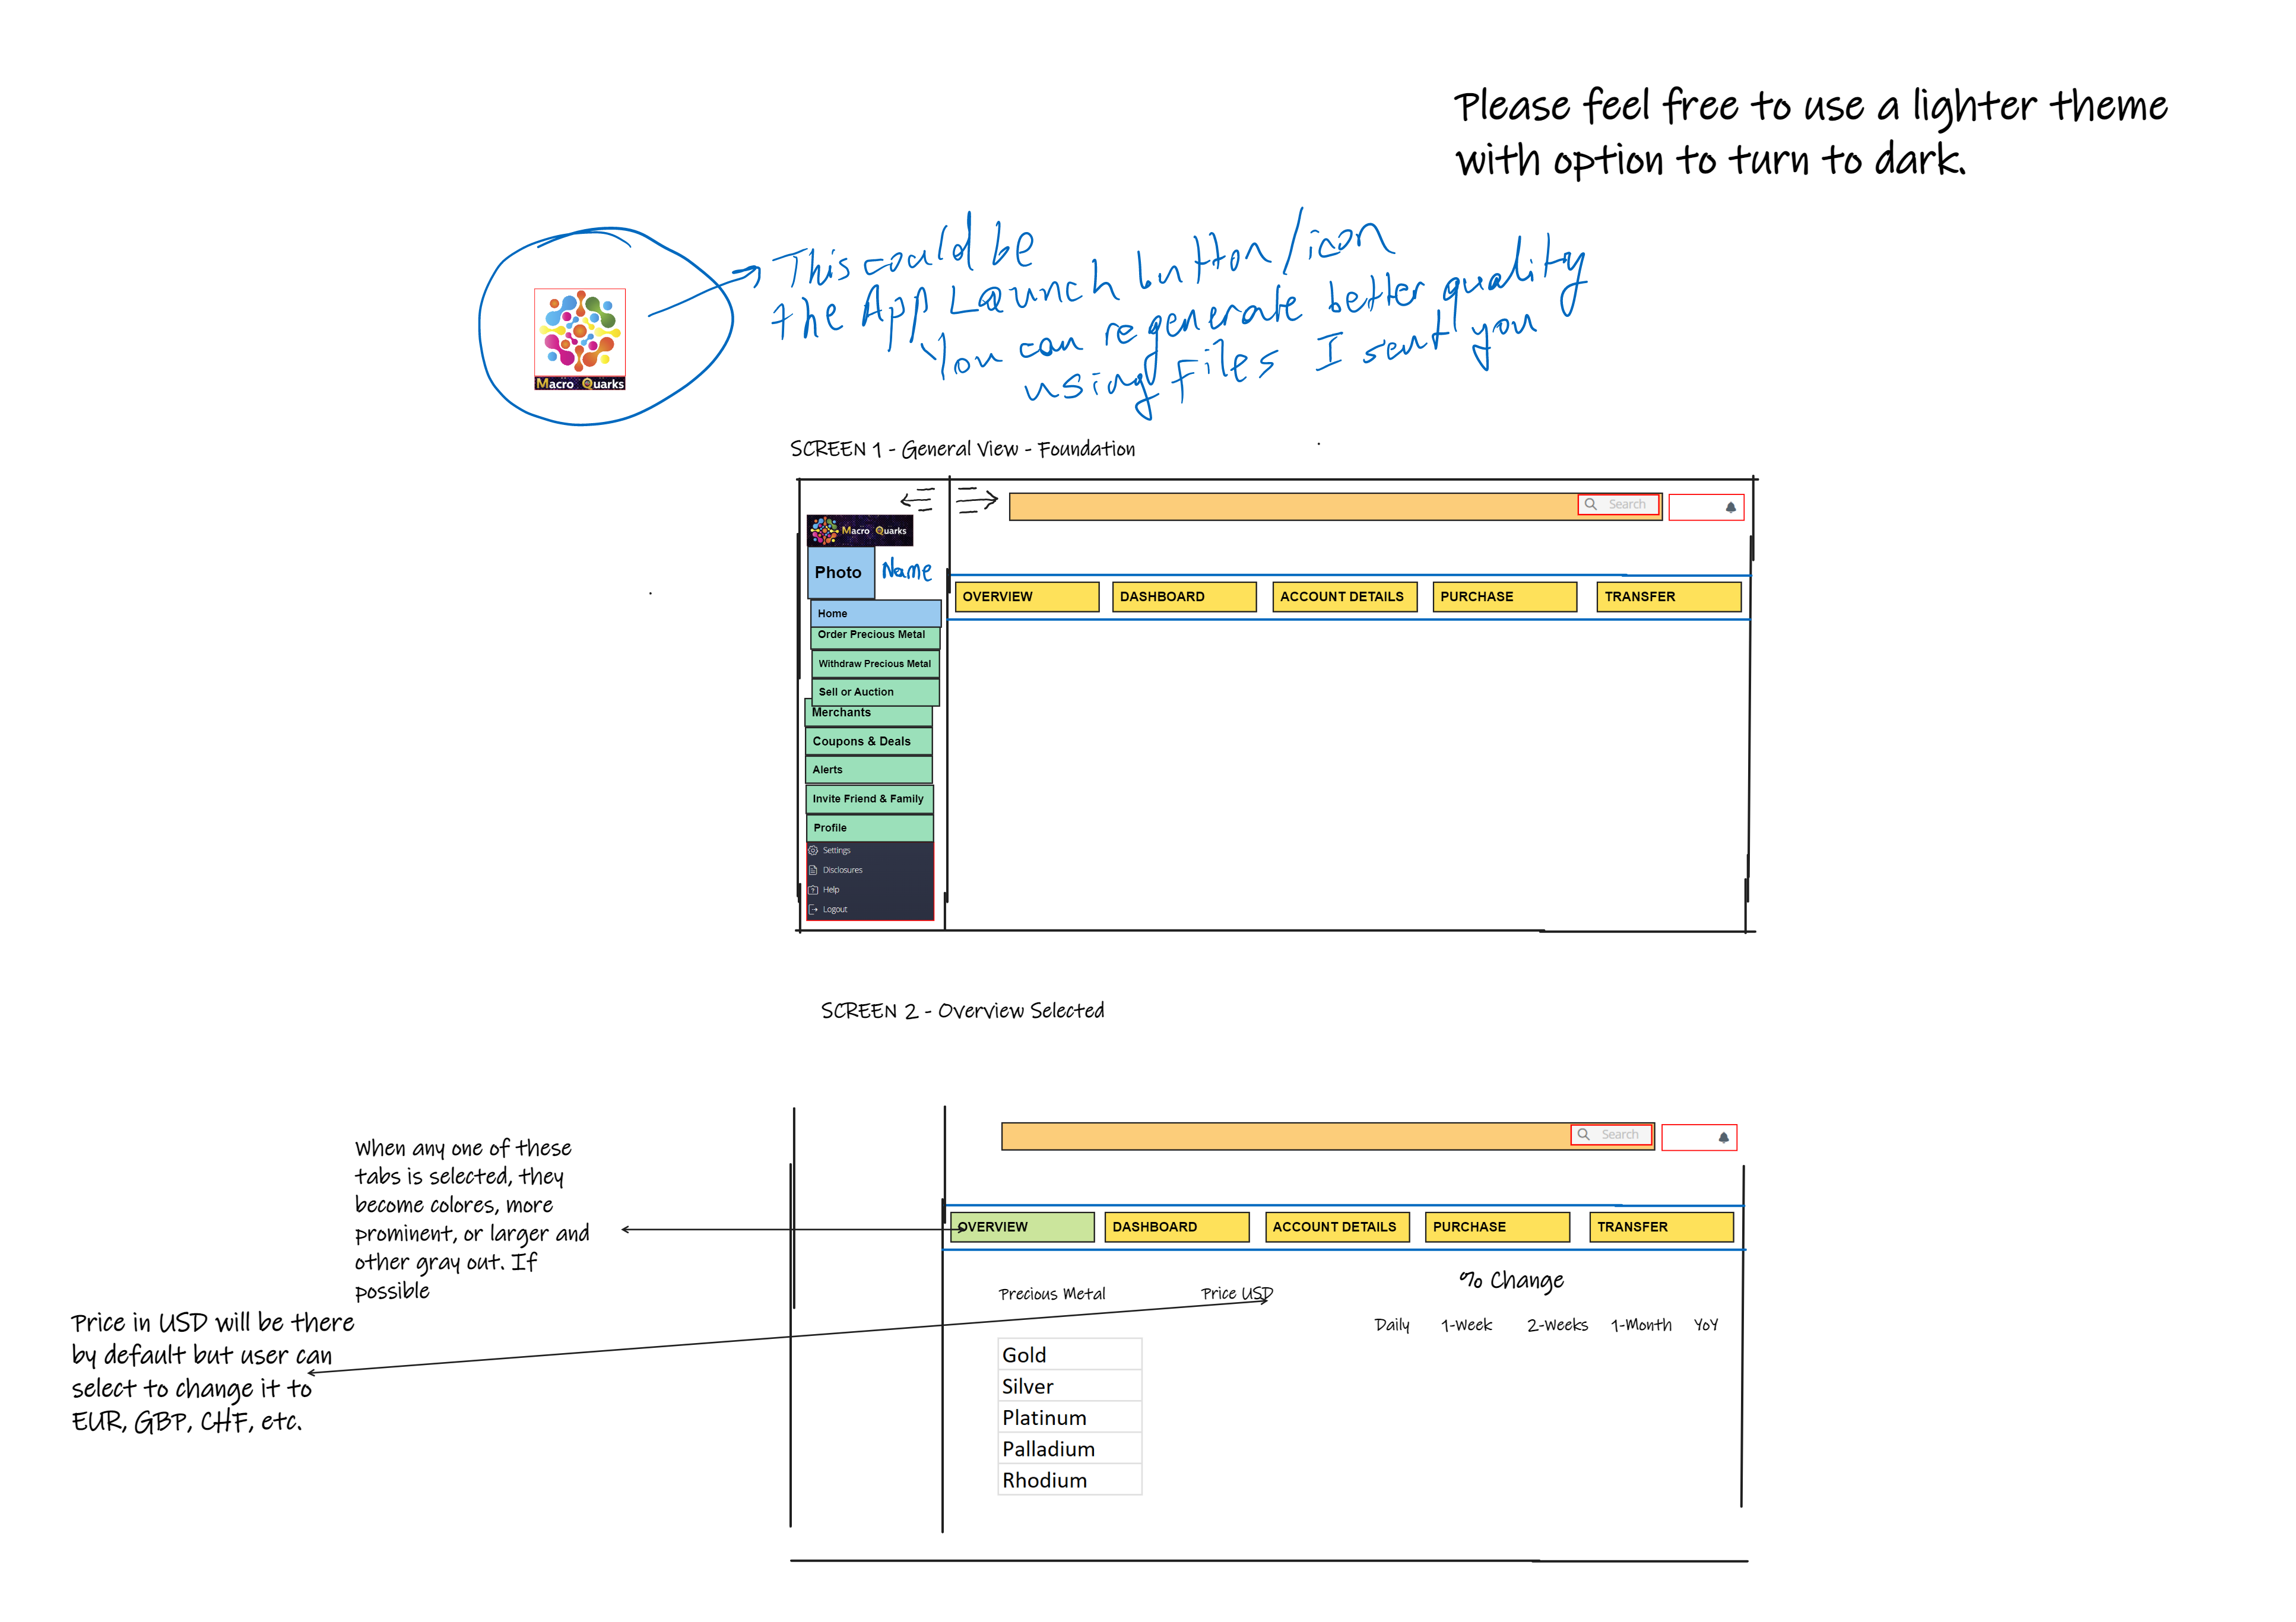 Please feel free to use a lighter theme
with option to turn to dark.
This could be
the App Launch button/icon
You can regenerate better quality
using files I sent you
Macro Quarks
SCREEN 1 - General View - Foundation
Search
Macro Quarks
Photo
Name
OVERVIEW
DASHBOARD
ACCOUNT DETAILS
PURCHASE
TRANSFER
Home
Order Precious Metal
Withdraw Precious Metal
Sell or Auction
Merchants
Coupons & Deals
Alerts
Invite Friend & Family
Profile
Settings
Disclosures
Help
Logout
SCREEN 2 - Overview Selected
Search
When any one of these
tabs is selected, they
become colores, more
prominent, or larger and
other gray out. If
possible
OVERVIEW
DASHBOARD
ACCOUNT DETAILS
PURCHASE
TRANSFER
% Change
Precious Metal
Price USD
Daily
1-Week
2-Weeks
1-Month
YoY
Price in USD will be there
by default but user can
select to change it to
EUR, GBP, CHF, etc.
Gold
Silver
Platinum
Palladium
Rhodium